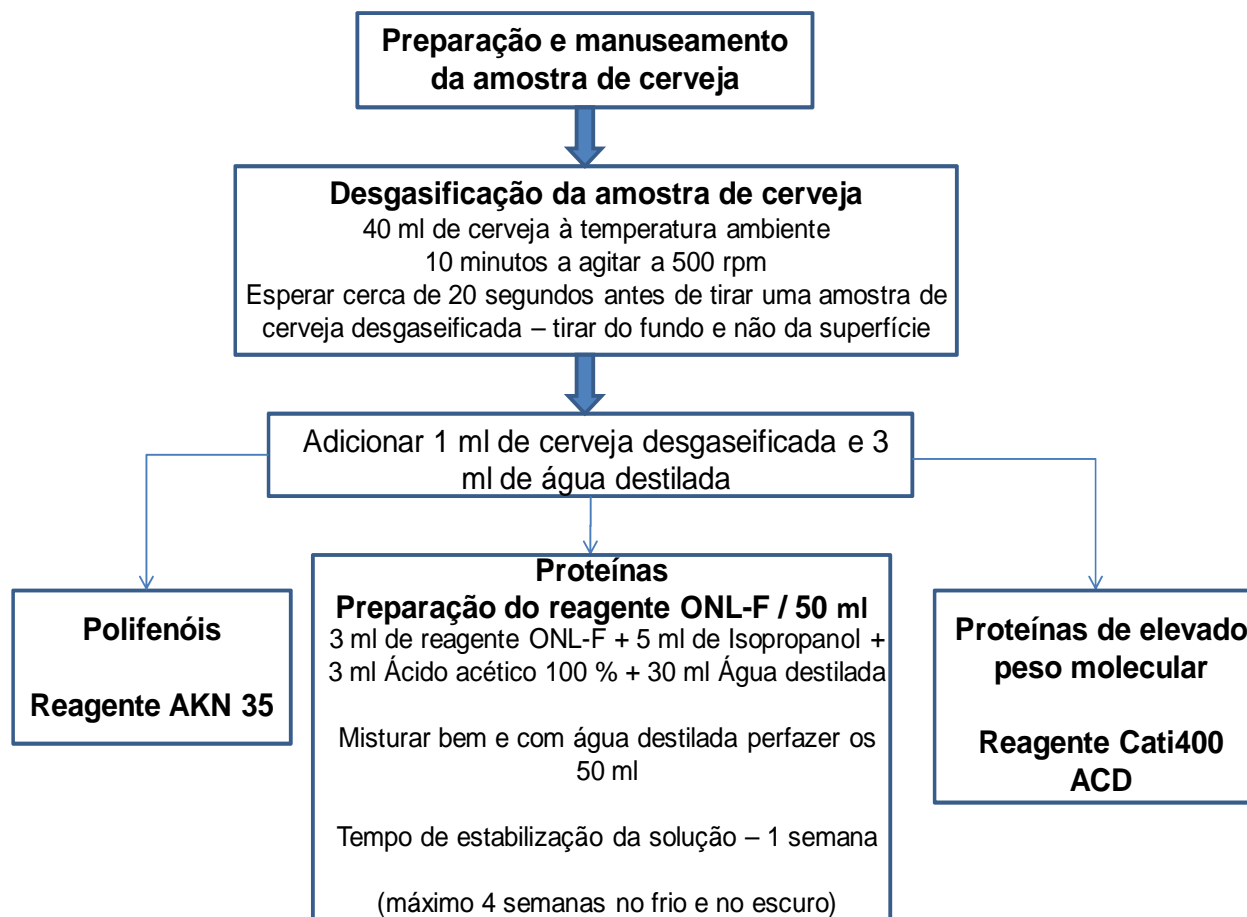 Preparação e manuseamento
da amostra de cerveja
Desgasificação da amostra de cerveja
40 ml de cerveja à temperatura ambiente
10 minutos a agitar a 500 rpm
Esperar cerca de 20 segundos antes de tirar uma amostra de
cerveja desgaseificada – tirar do fundo e não da superfície
Adicionar 1 ml de cerveja desgaseificada e 3
ml de água destilada
Polifenóis
Reagente AKN 35
Proteínas
Preparação do reagente ONL-F / 50 ml
3 ml de reagente ONL-F + 5 ml de Isopropanol +
3 ml Ácido acético 100 % + 30 ml Água destilada
Misturar bem e com água destilada perfazer os
50 ml
Tempo de estabilização da solução – 1 semana
(máximo 4 semanas no frio e no escuro)
Proteínas de elevado
peso molecular
Reagente Cati400
ACD